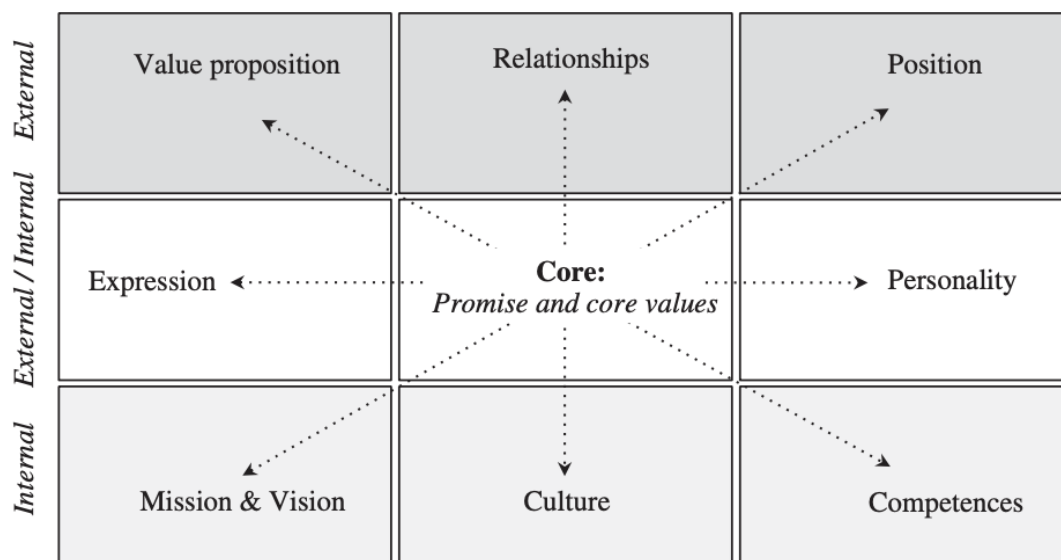 External
Value proposition
Relationships
Position
External / Internal
Expression
Core:
Promise and core values
Personality
Internal
Mission & Vision
Culture
Competences